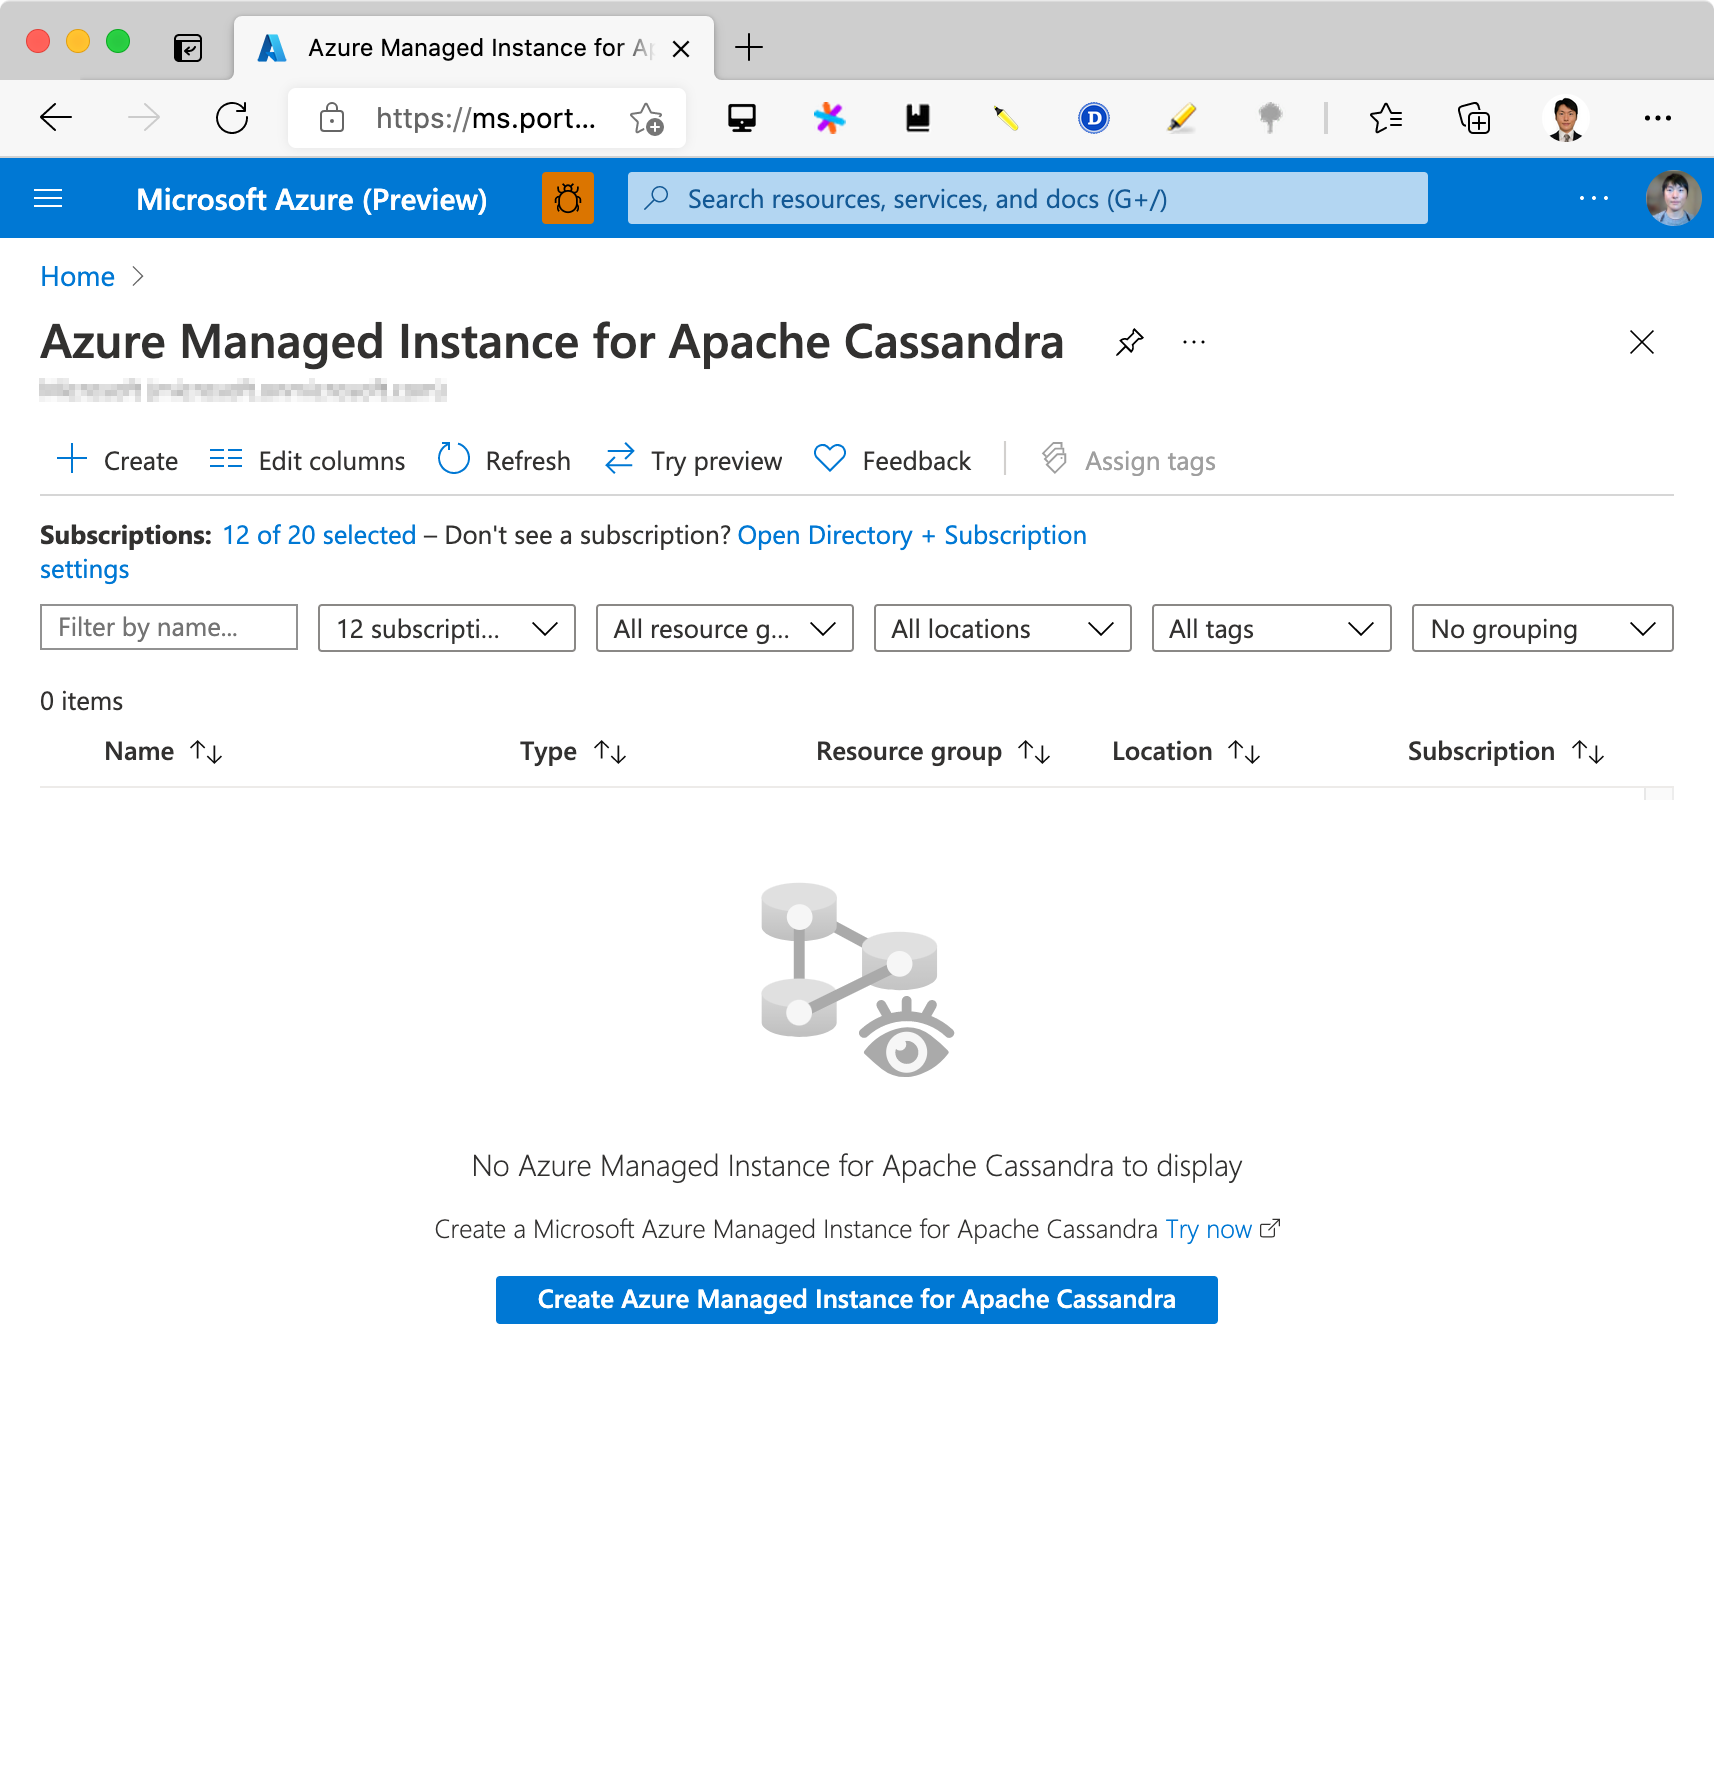 Azure Managed Instance for Ap
https://ms.port...
D
Microsoft Azure (Preview)
Search resources, services, and docs (G+/)
Home
Azure Managed Instance for Apache Cassandra
Create
Edit columns
Refresh
Try preview
Feedback
Assign tags
Subscriptions: 12 of 20 selected – Don't see a subscription? Open Directory + Subscription
settings
Filter by name...
12 subscripti...
All resource g...
All locations
All tags
No grouping
0 items
Name
Type
Resource group
Location
Subscription
No Azure Managed Instance for Apache Cassandra to display
Create a Microsoft Azure Managed Instance for Apache Cassandra Try now
Create Azure Managed Instance for Apache Cassandra